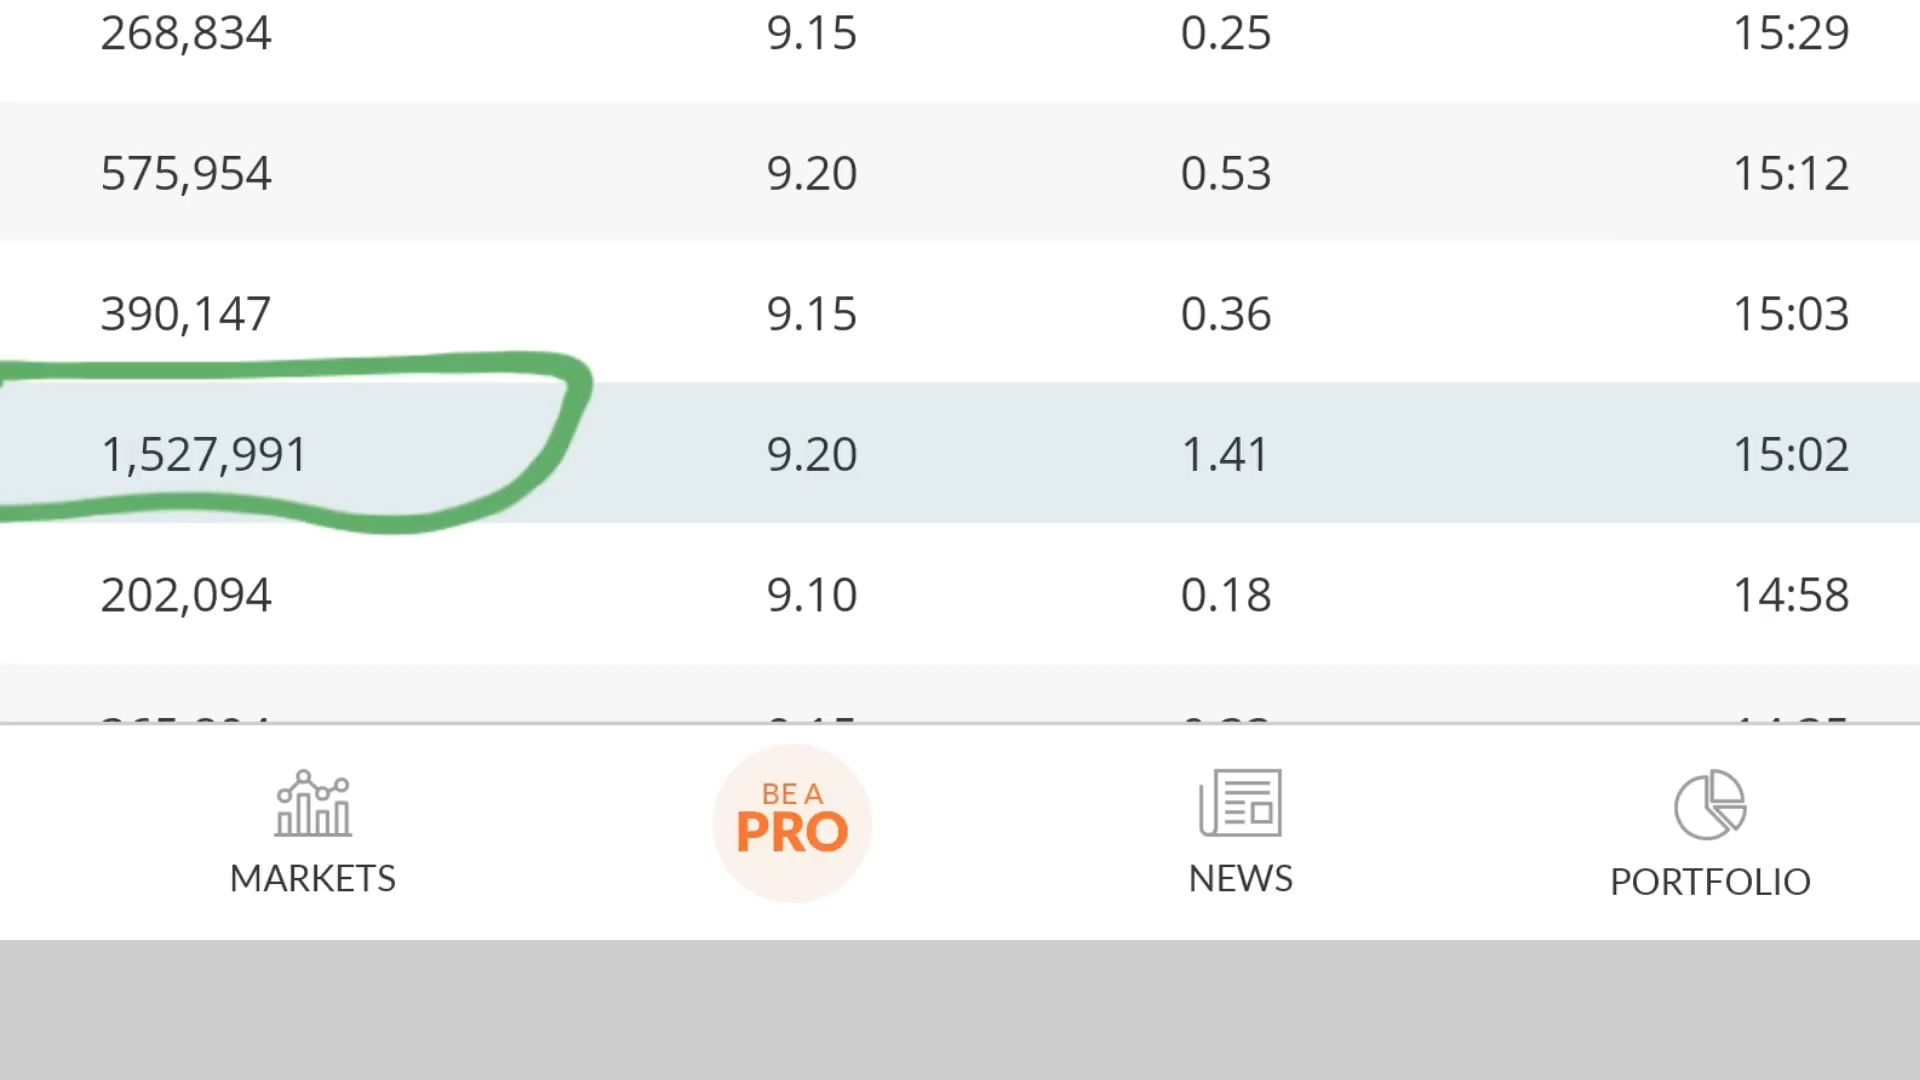 268,834 9.15 0.25 15:29
575,954 9.20 0.53 15:12
390,147 9.15 0.36 15:03
1,527,991 9.20 1.41 15:02
202,094 9.10 0.18 14:58
BE A
PRO
MARKETS NEWS PORTFOLIO